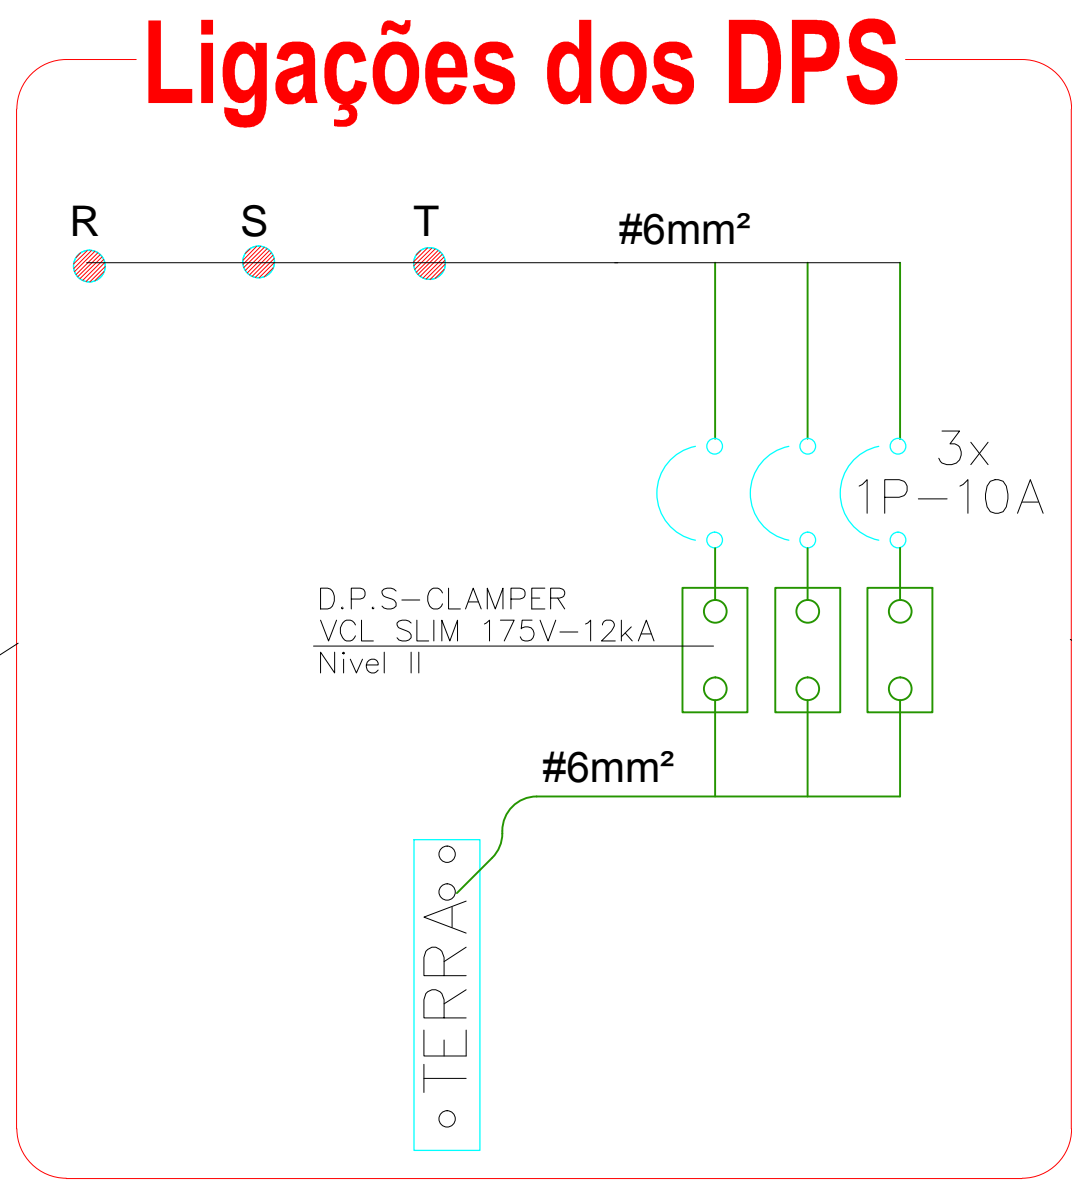 Ligações dos DPS
R S T
#6mm²
3x
1P-10A
D.P.S-CLAMPER
VCL SLIM 175V-12kA
Nivel II
#6mm²
TERRA